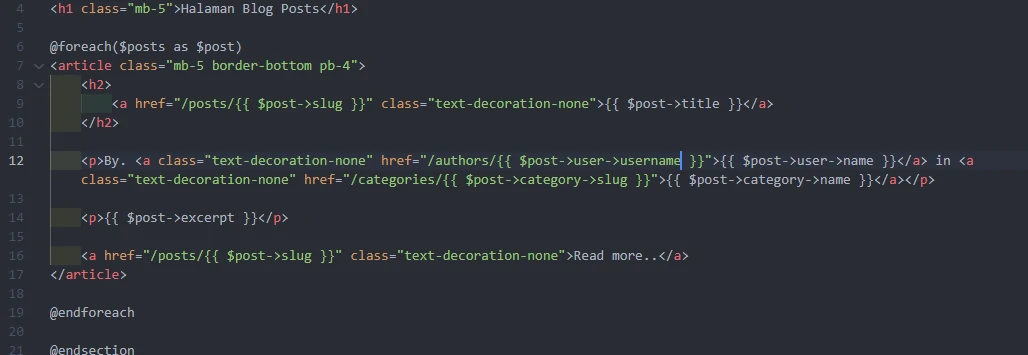 4 <h1 class="mb-5">Halaman Blog Posts</h1>
5
6 @foreach($posts as $post)
7 <article class="mb-5 border-bottom pb-4">
8 <h2>
9 <a href="/posts/{{ $post->slug }}" class="text-decoration-none">{{ $post->title }}</a>
10 </h2>
11
12 <p>By. <a class="text-decoration-none" href="/authors/{{ $post->user->username }}">{{ $post->user->name }}</a> in <a
class="text-decoration-none" href="/categories/{{ $post->category->slug }}">{{ $post->category->name }}</a></p>
13
14 <p>{{ $post->excerpt }}</p>
15
16 <a href="/posts/{{ $post->slug }}" class="text-decoration-none">Read more..</a>
17 </article>
18
19 @endforeach
20
21 @endsection